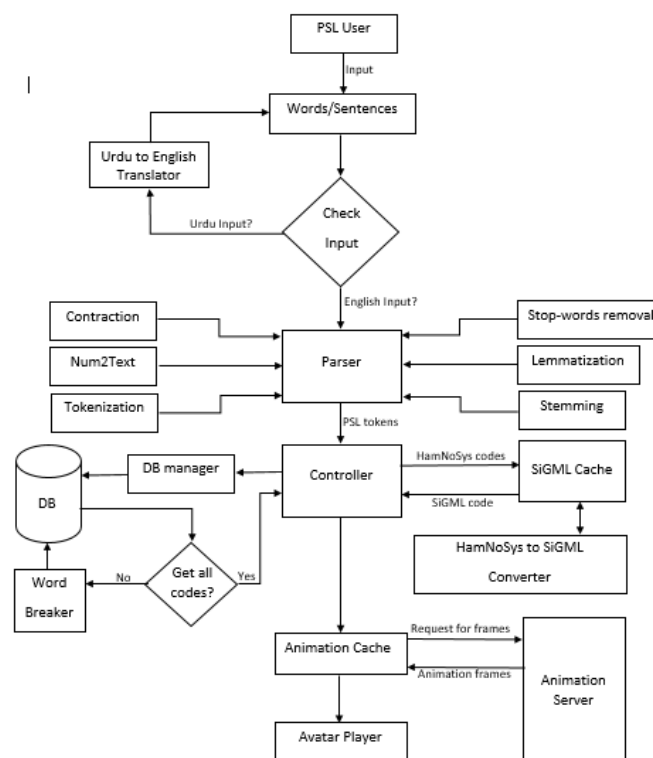 PSL User
Input
Words/Sentences
Urdu to English
Translator
Check
Input
Urdu Input?
English Input?
Contraction
Num2Text
Tokenization
Parser
Stop-words removal
Lemmatization
Stemming
PSL tokens
DB manager
Controller
HamNoSys codes
SiGML code
SiGML Cache
HamNoSys to SiGML
Converter
DB
Get all
codes?
No
Yes
Word
Breaker
Animation Cache
Request for frames
Animation frames
Animation
Server
Avatar Player